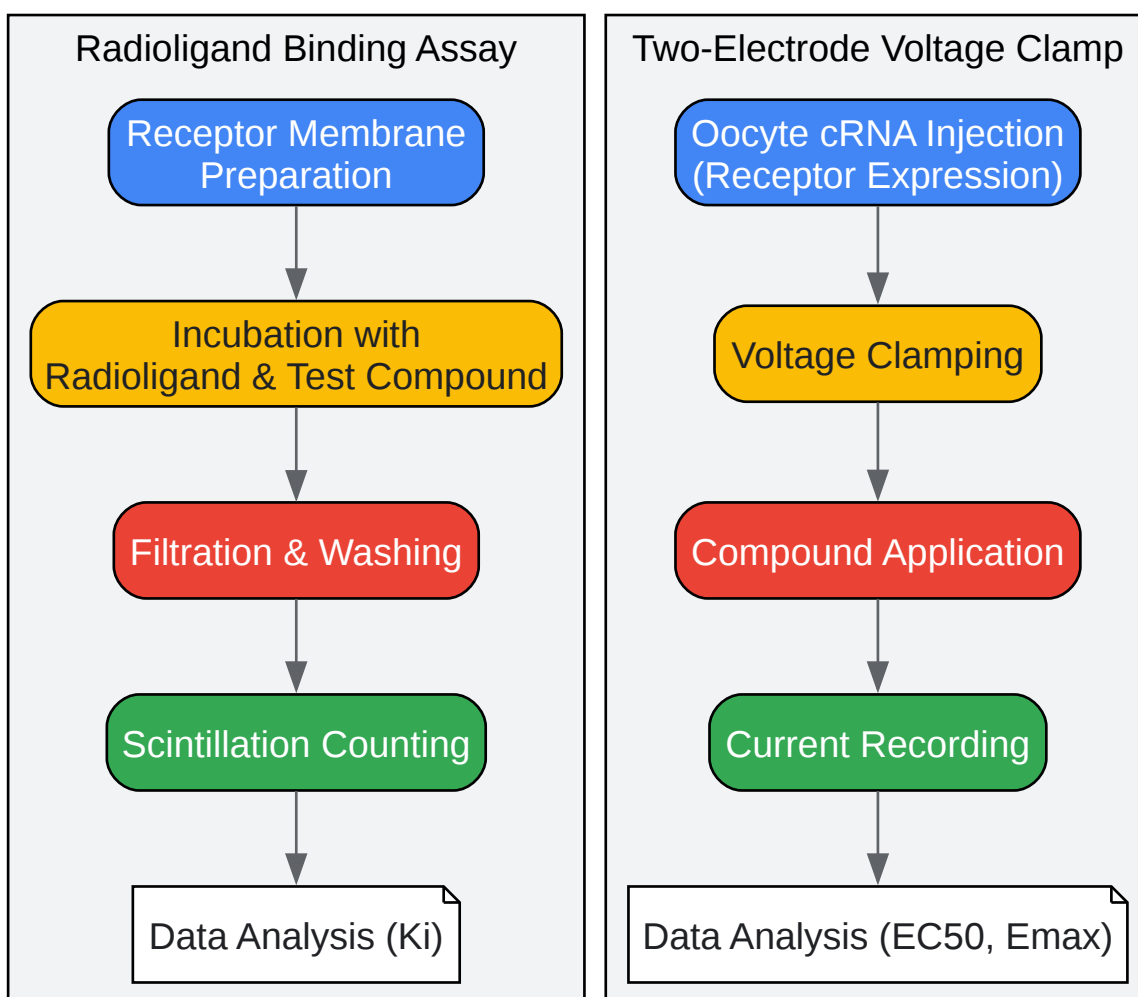 Radioligand Binding Assay
Receptor Membrane
Preparation
Incubation with
Radioligand & Test Compound
Filtration & Washing
Scintillation Counting
Data Analysis (Ki)
Two-Electrode Voltage Clamp
Oocyte cRNA Injection
(Receptor Expression)
Voltage Clamping
Compound Application
Current Recording
Data Analysis (EC50, Emax)